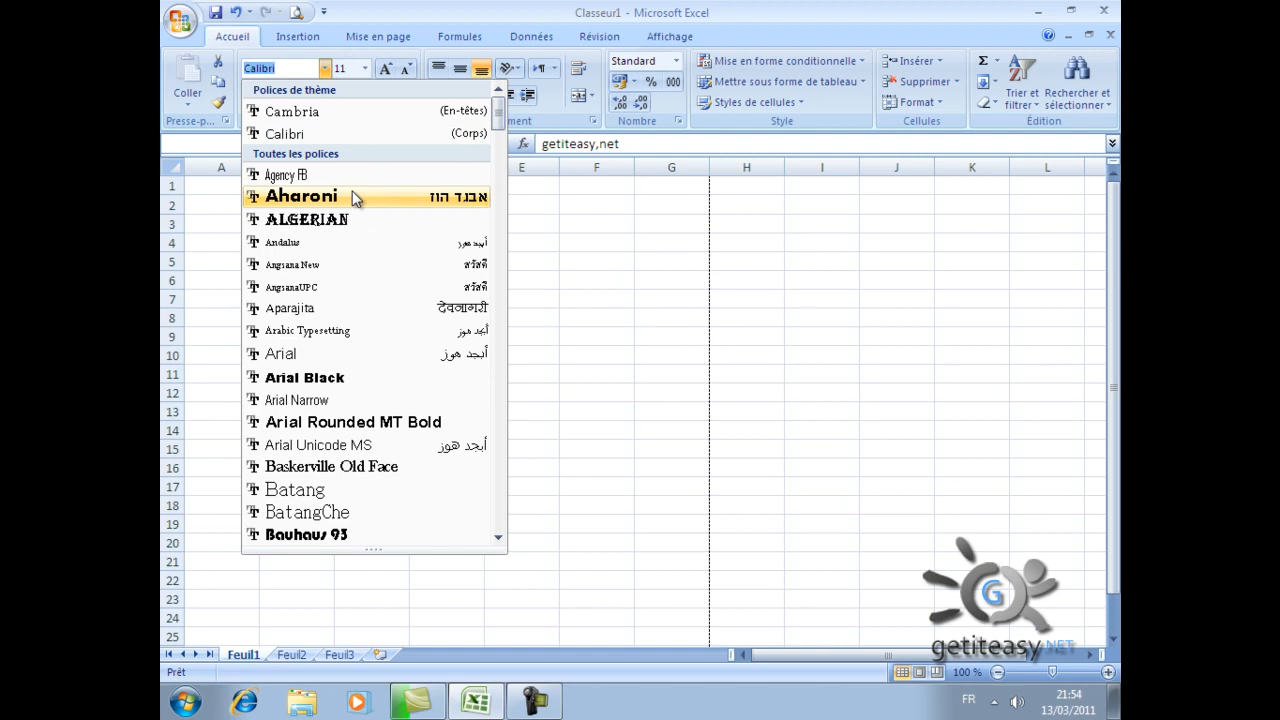 Classeur1 - Microsoft Excel
Accueil Insertion Mise en page Formules Données Révision Affichage
Calibri 11 Standard Mise en forme conditionnelle Insérer Σ
% 000 Mettre sous forme de tableau Supprimer
Coller Styles de cellules Format Trier et filtrer Rechercher et sélectionner
Presse-p... Nombre Style Cellules Édition
fx getiteasy,net
Polices de thème
Cambria (En-têtes)
Calibri (Corps)
Toutes les polices
Agency FB
Aharoni אבגד הוז
ALGERIAN
Andalus أبجد هوز
Angsana New สวัสดี
AngsanaUPC สวัสดี
Aparajita देवनागरी
Arabic Typesetting أبجد هوز
Arial أبجد هوز
Arial Black
Arial Narrow
Arial Rounded MT Bold
Arial Unicode MS أبجد هوز
Baskerville Old Face
Batang
BatangChe
Bauhaus 93
A E F G H I J K L
1
2
3
4
5
6
7
8
9
10
11
12
13
14
15
16
17
18
19
20
21
22
23
24
25
G
getiteasy.NET
Feuil1 Feuil2 Feuil3
Prêt 100 %
FR 21:54
13/03/2011